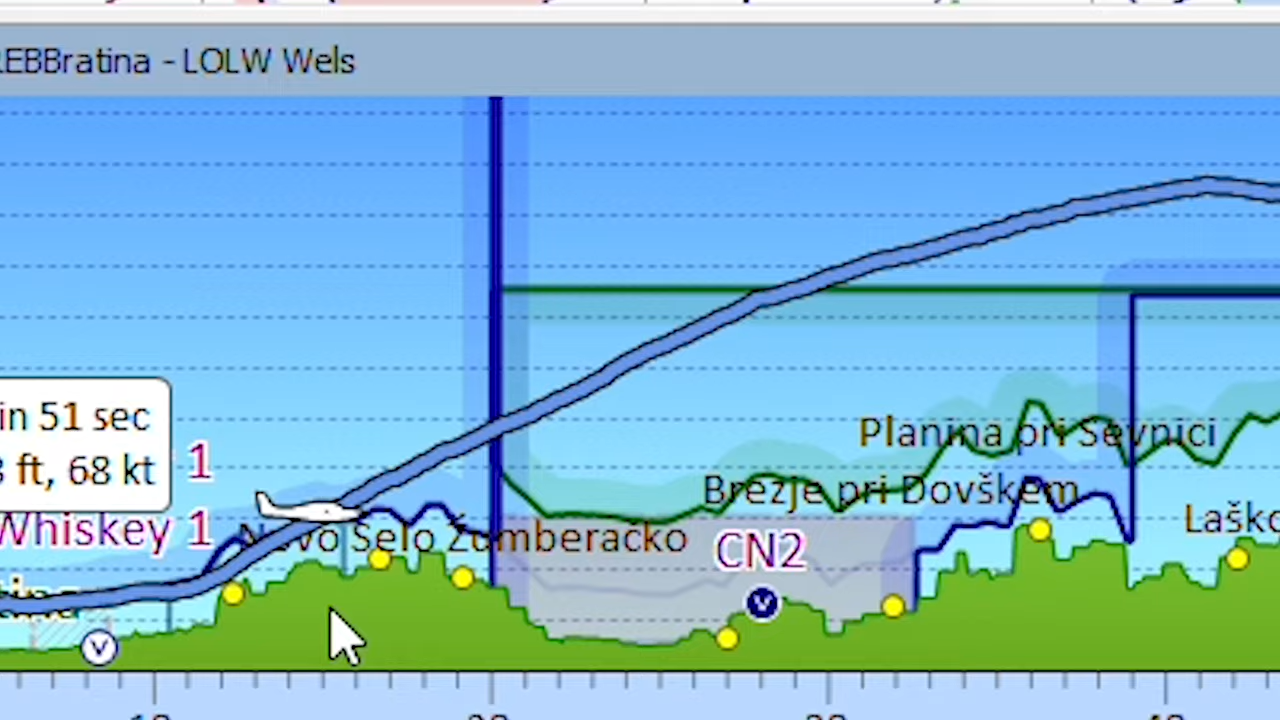 REBBratina - LOLW Wels
in 51 sec
ft, 68 kt
1
Whiskey 1
Novo Selo Žumberačko
Planina pri Sevnici
Brezje pri Dovškem
CN2
V
V
Laško